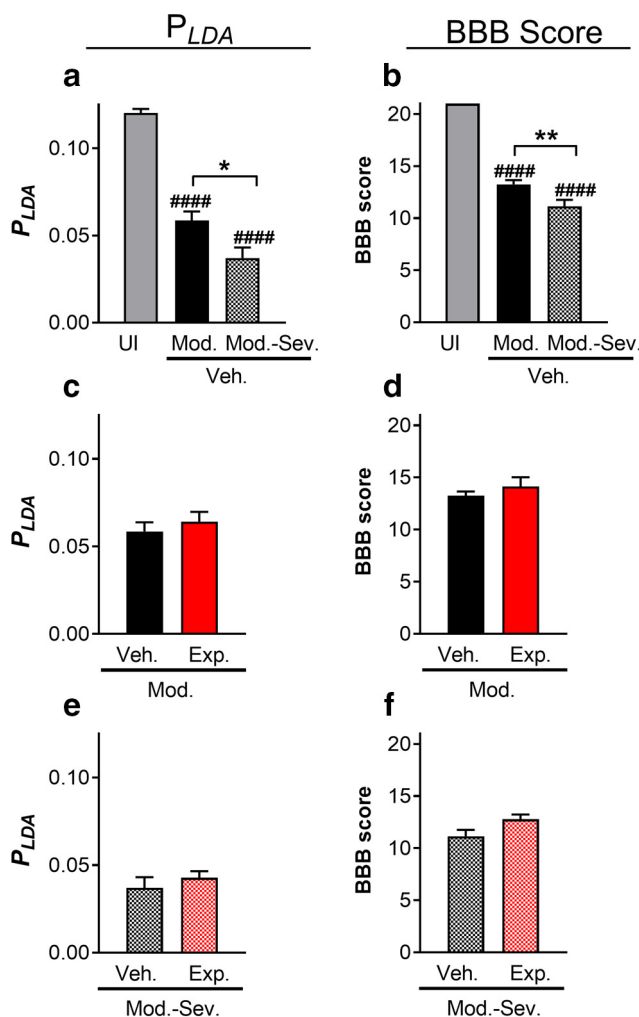 P_LDA BBB Score
a b
0.10
0.05
0.00
P_LDA
*
####
####
UI Mod. Mod.-Sev.
Veh.
20
15
10
5
0
BBB score
**
####
####
UI Mod. Mod.-Sev.
Veh.
c d
0.10
0.05
0.00
P_LDA
Veh. Exp.
Mod.
20
15
10
5
0
BBB score
Veh. Exp.
Mod.
e f
0.10
0.05
0.00
P_LDA
Veh. Exp.
Mod.-Sev.
20
15
10
5
0
BBB score
Veh. Exp.
Mod.-Sev.